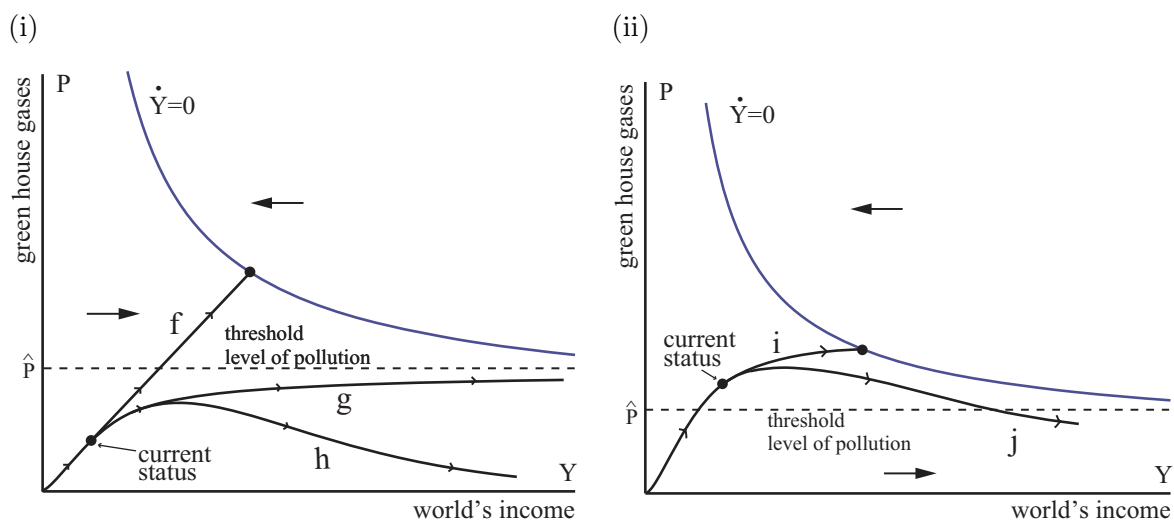 (i)
P
Ẏ=0
green house gases
f
threshold
level of pollution
P̂
g
current
status
h
Y
world's income
(ii)
P
Ẏ=0
green house gases
current
status
i
P̂
threshold
level of pollution
j
Y
world's income